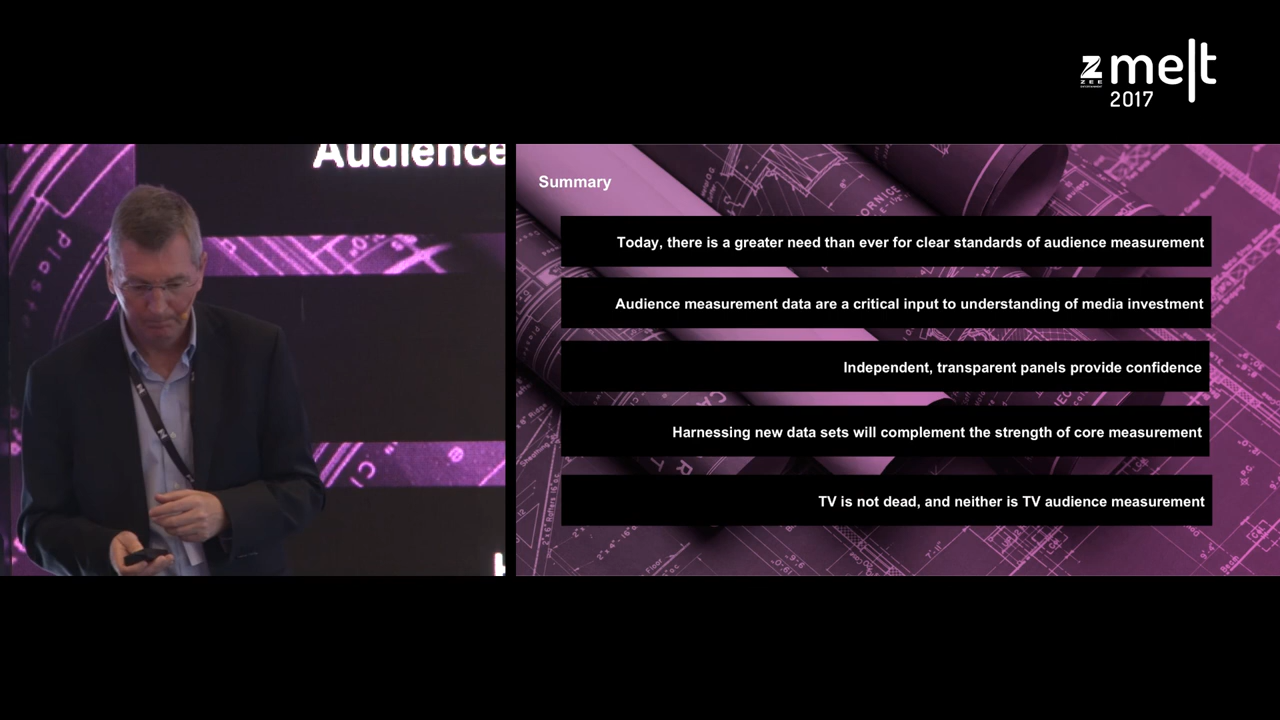 Z melt
ZEE
2017
Audience
Summary
Today, there is a greater need than ever for clear standards of audience measurement
Audience measurement data are a critical input to understanding of media investment
Independent, transparent panels provide confidence
Harnessing new data sets will complement the strength of core measurement
TV is not dead, and neither is TV audience measurement